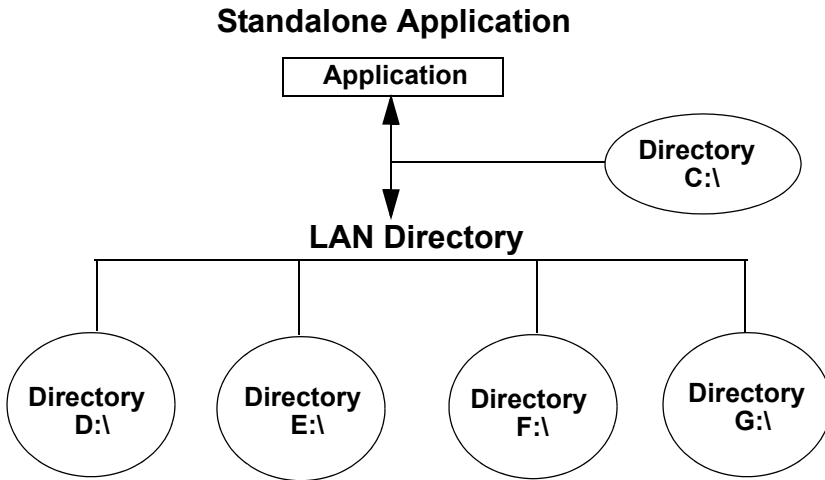 Standalone Application
Application
Directory
C:\
LAN Directory
Directory
D:\
Directory
E:\
Directory
F:\
Directory
G:\